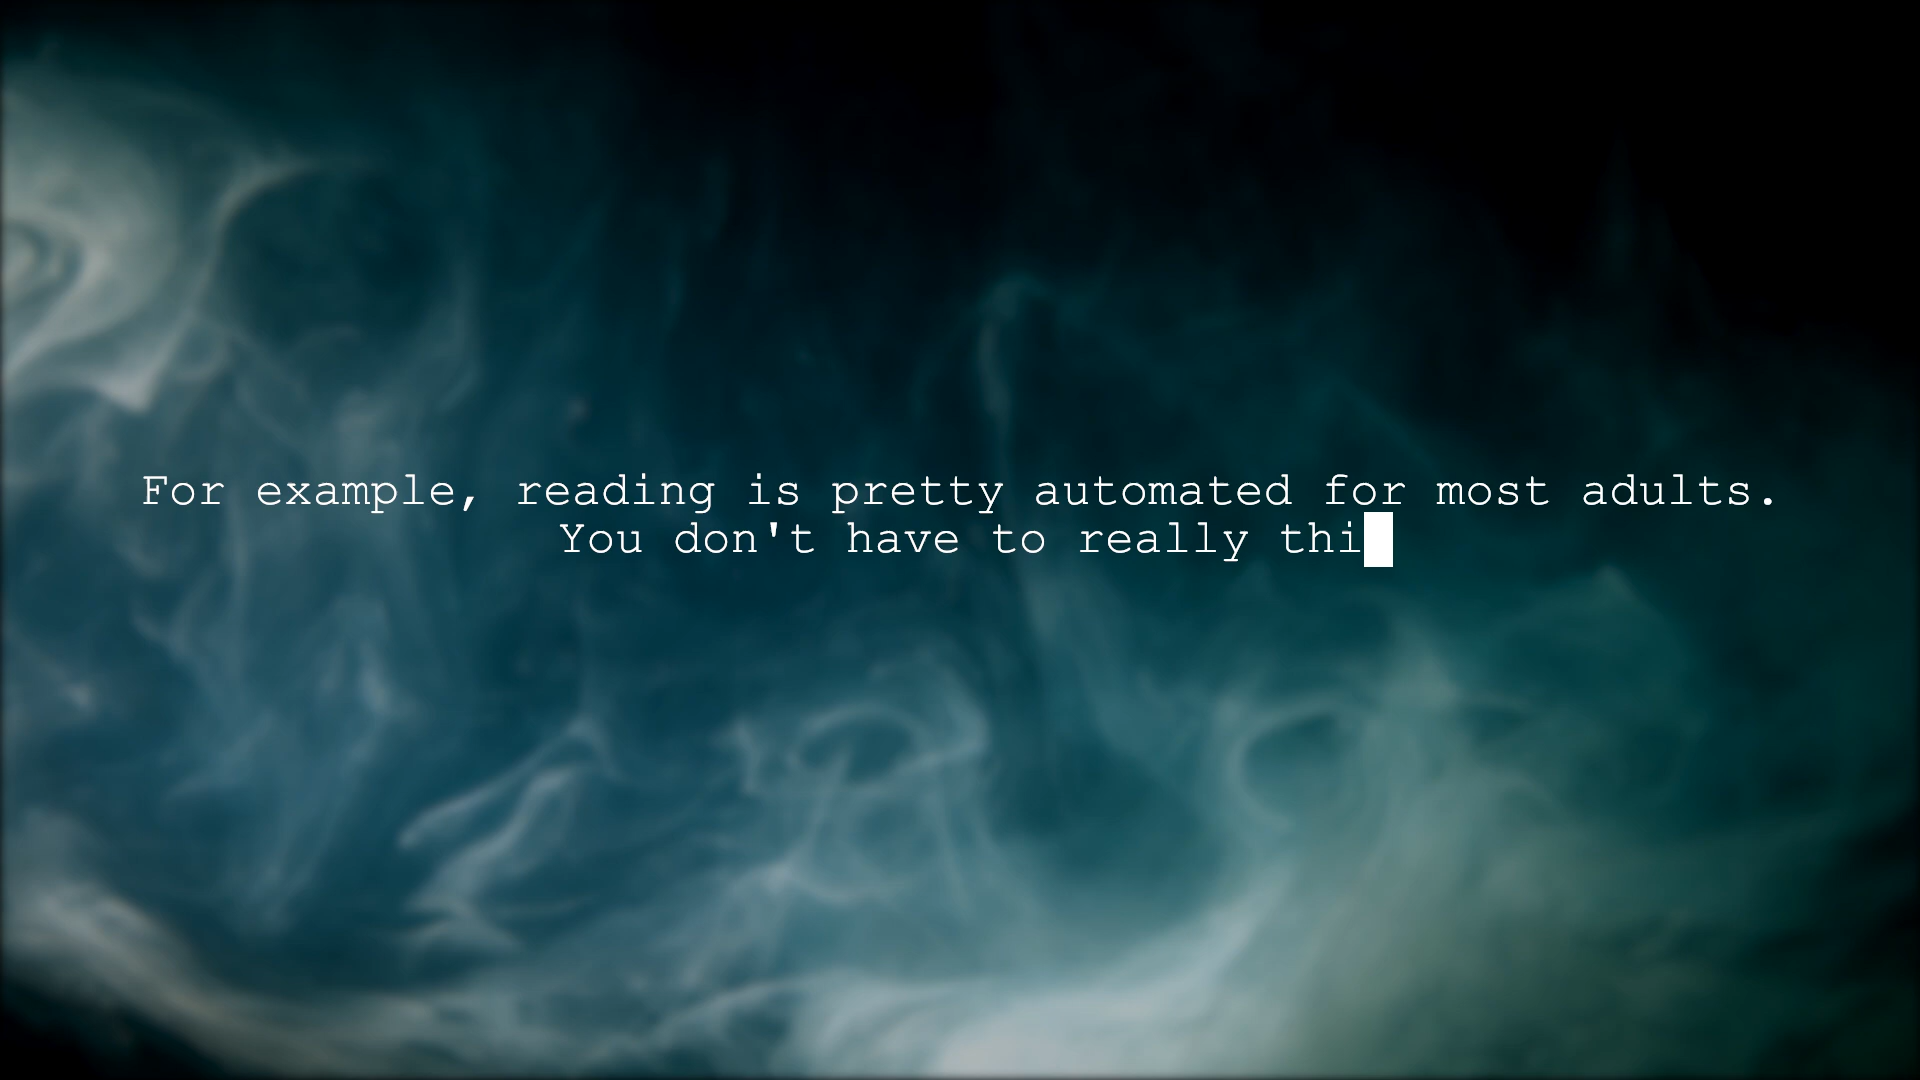 For example, reading is pretty automated for most adults.
You don't have to really thi